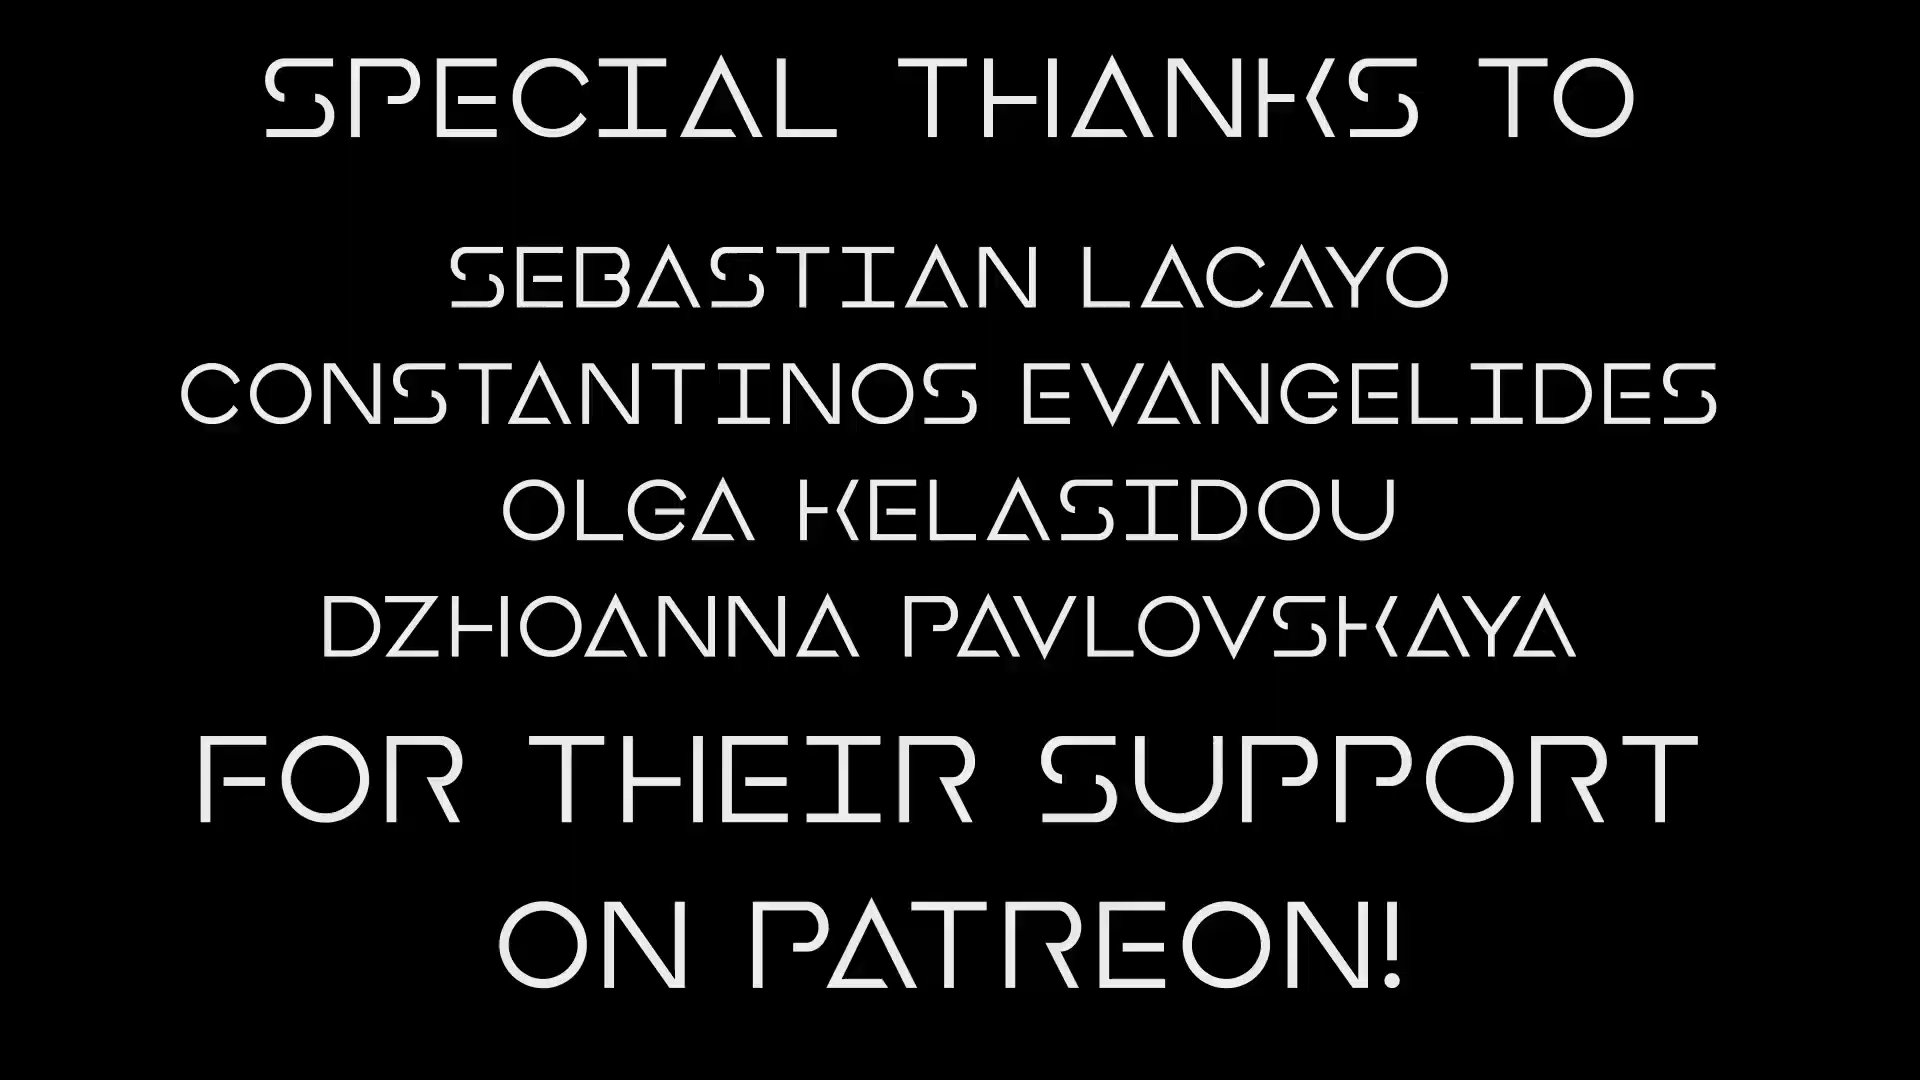 SPECIAL THANKS TO
SEBASTIAN LACAYO
CONSTANTINOS EVANGELIDES
OLGA KELASIDOU
DZHOANNA PAVLOVSKAYA
FOR THEIR SUPPORT
ON PATREON!